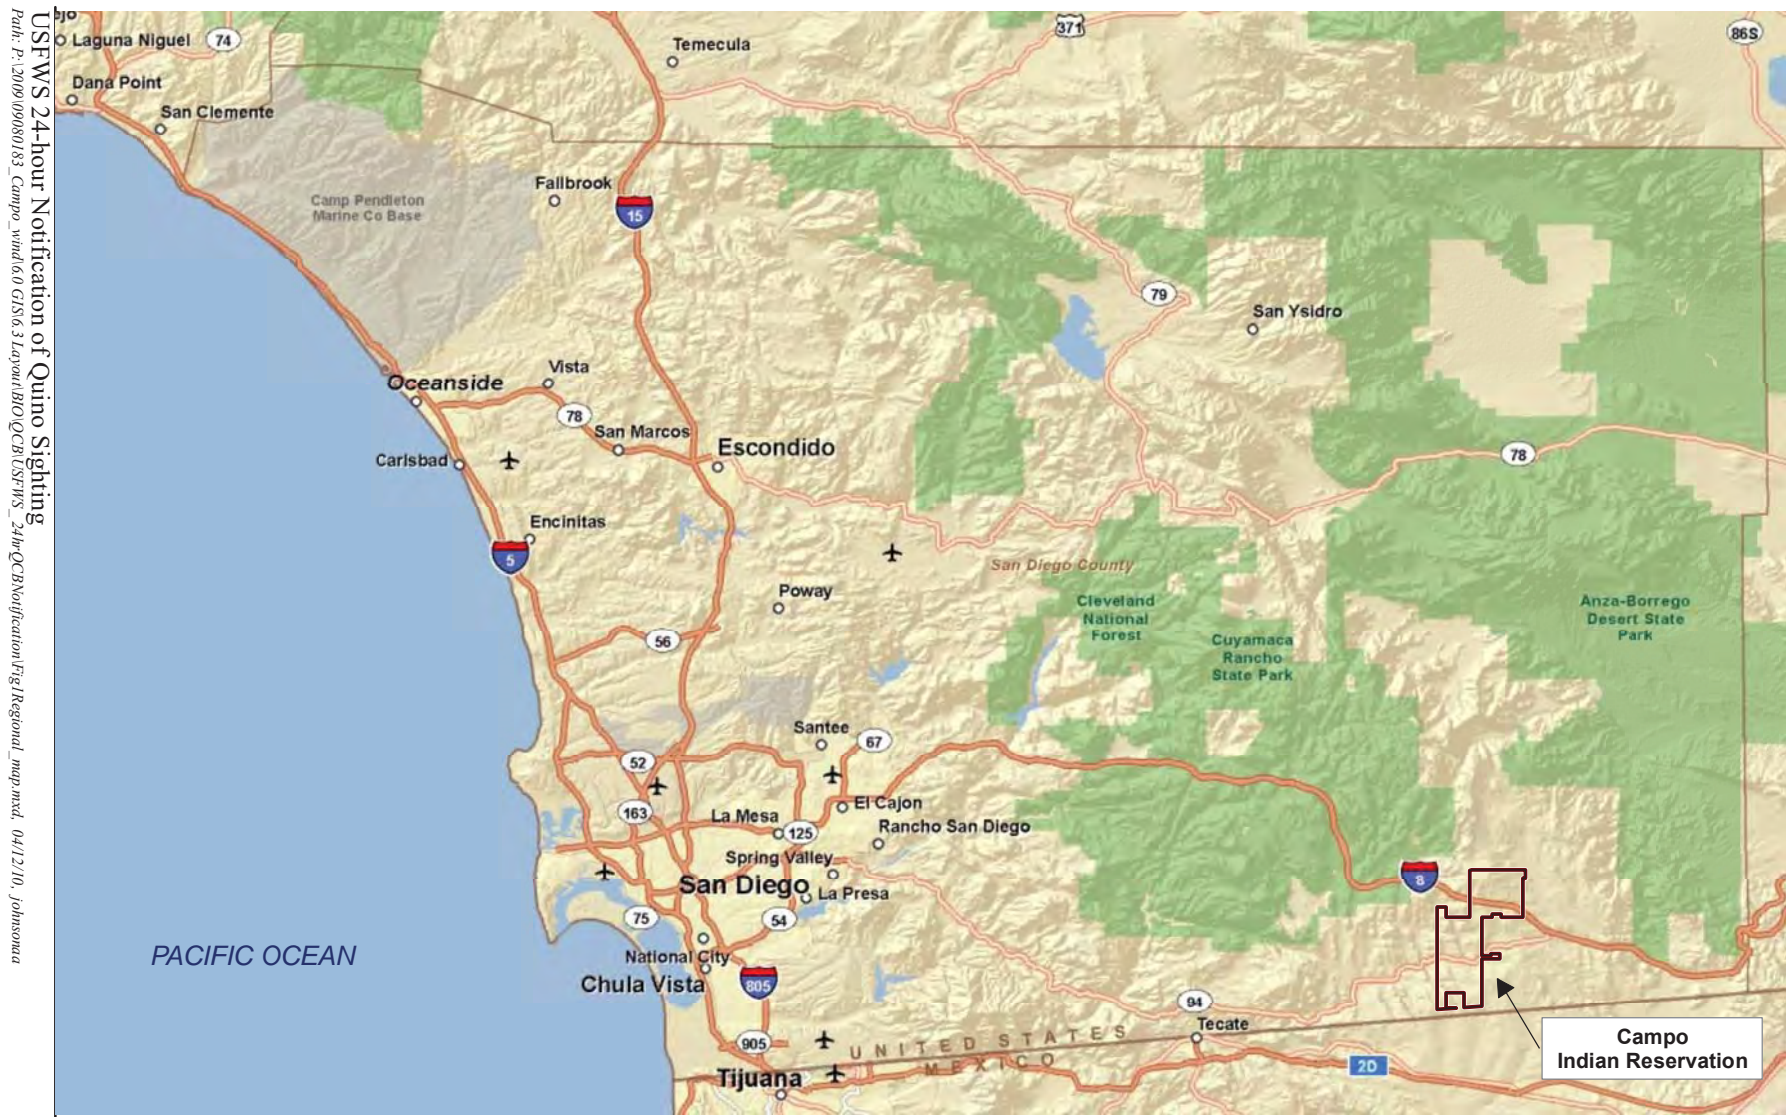 USFWS 24-hour Notification of Quino Sighting
Path: P:\2009\09080183_Campo_wind\6.0 GIS\6.3 Layout\BIO\QCB\USFWS_24hrQCBNotification\Fig1Regional_map.mxd, 04/12/10, johnsonaa
ejo
Laguna Niguel
74
Temecula
371
86S
Dana Point
San Clemente
Camp Pendleton
Marine Co Base
Fallbrook
15
79
San Ysidro
Oceanside
Vista
78
San Marcos
Escondido
Carlsbad
78
Encinitas
5
San Diego County
Poway
Cleveland
National
Forest
Anza-Borrego
Desert State
Park
56
Cuyamaca
Rancho
State Park
Santee
67
52
163
La Mesa
125
El Cajon
Rancho San Diego
Spring Valley
San Diego
La Presa
8
75
54
PACIFIC OCEAN
National City
Chula Vista
805
94
Tecate
905
UNITED STATES
MEXICO
Tijuana
2D
Campo
Indian Reservation